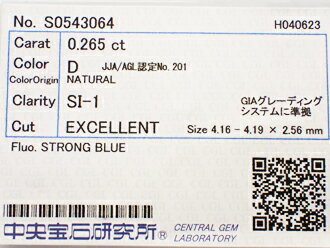 No. S0543064 H040623
Carat 0.265 ct
Color D JJA/AGL認定No.201
ColorOrigin NATURAL
Clarity SI-1 GIAグレーディング
システムに準拠
Cut EXCELLENT Size 4.16 - 4.19 × 2.56 mm
Fluo. STRONG BLUE
中央宝石研究所® CENTRAL GEM
LABORATORY